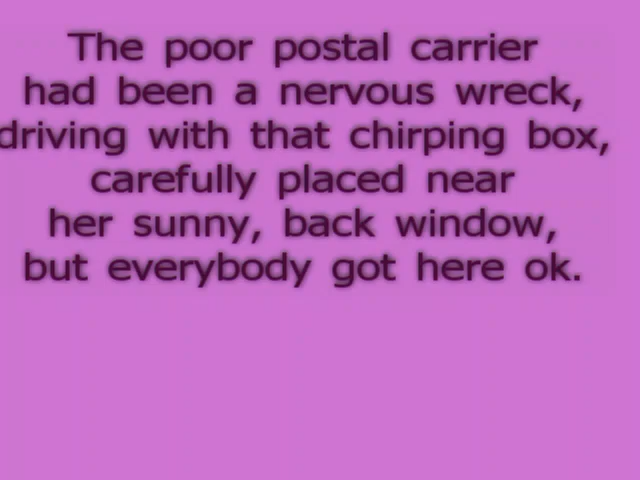 The poor postal carrier
had been a nervous wreck,
driving with that chirping box,
carefully placed near
her sunny, back window,
but everybody got here ok.